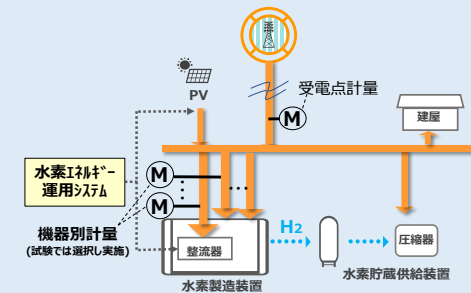 受電点計量
M
PV
建屋
水素ｴﾈﾙｷﾞｰ
運用ｼｽﾃﾑ
M
M
機器別計量
(試験では選択し実施)
整流器
H2
圧縮器
水素製造装置
水素貯蔵供給装置